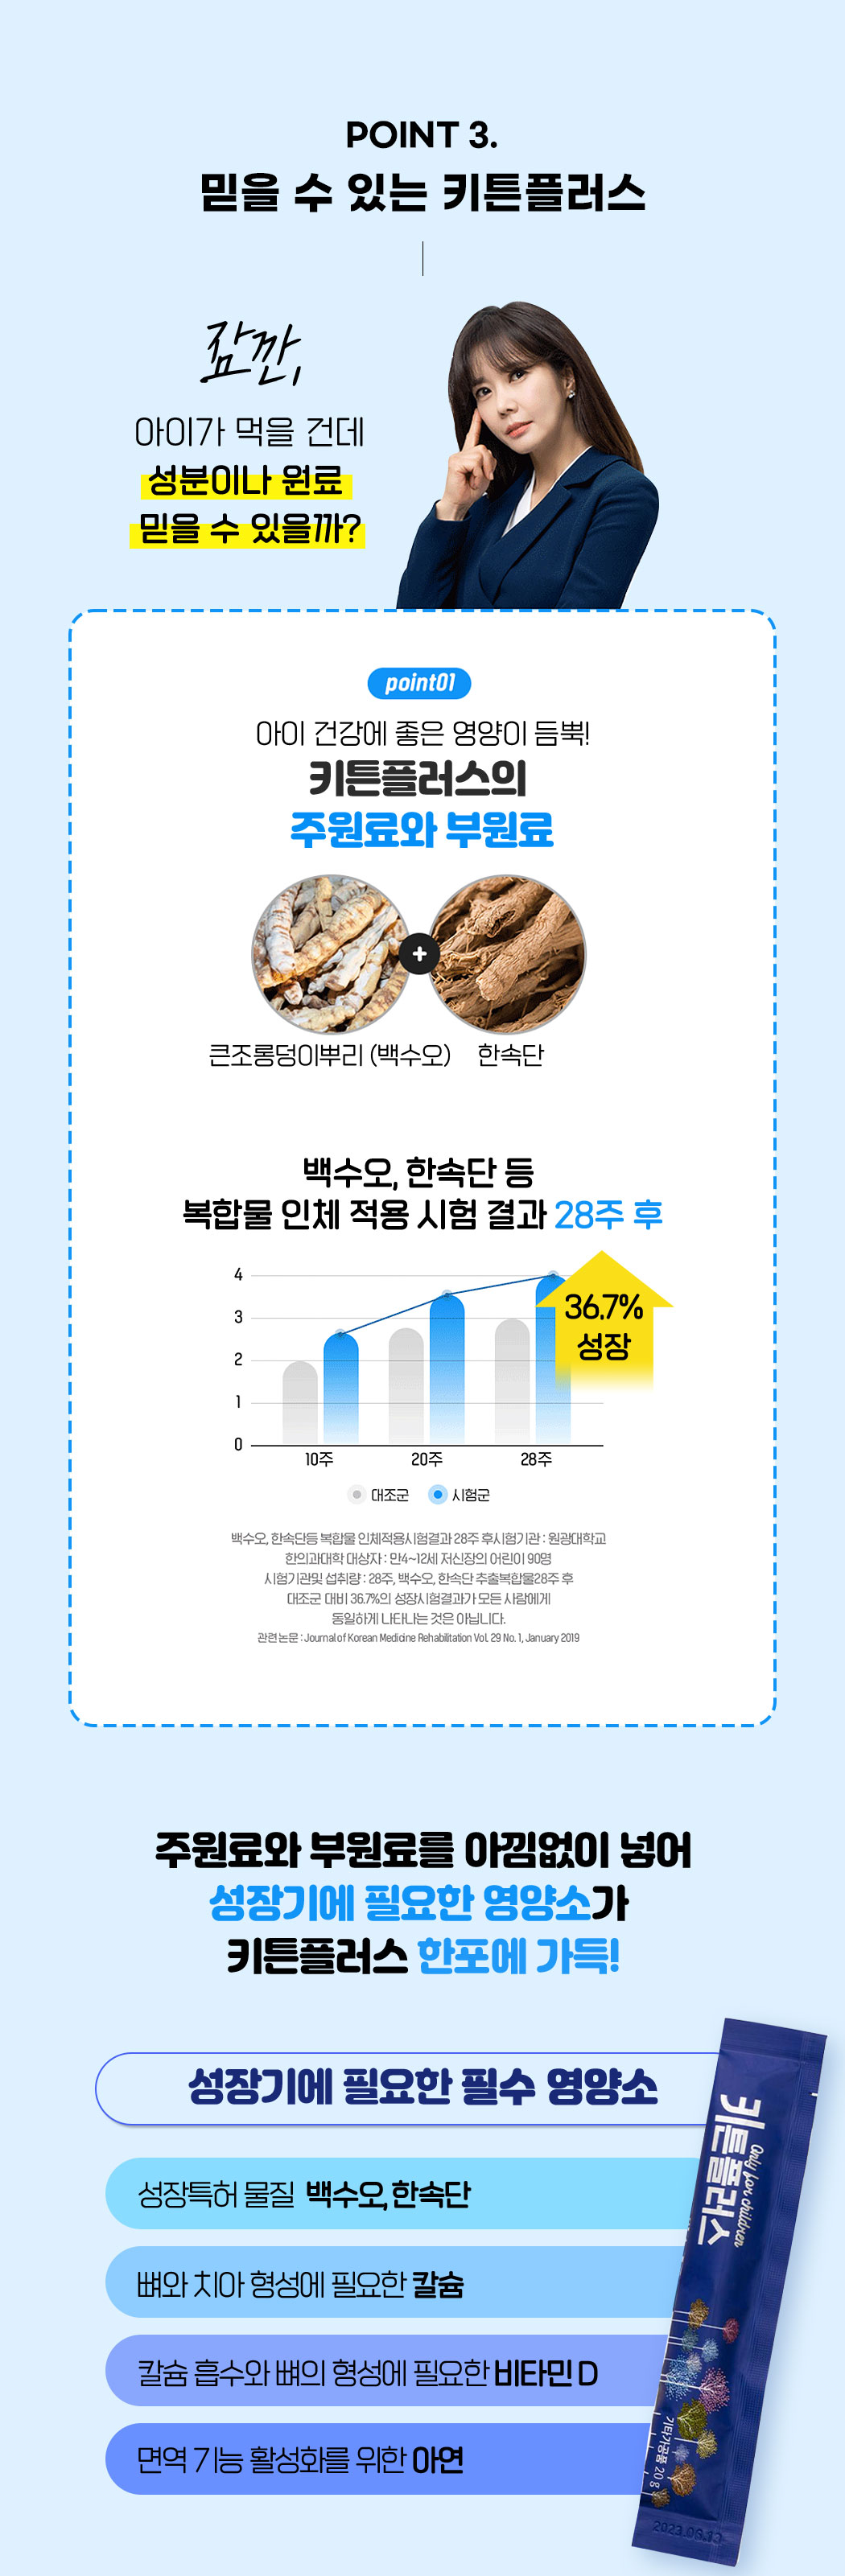 POINT 3.
믿을 수 있는 키튼플러스
잠깐,
아이가 먹을 건데
성분이나 원료
믿을 수 있을까?
point01
아이 건강에 좋은 영양이 듬뿍!
키튼플러스의
주원료와 부원료
+
큰조롱덩이뿌리 (백수오) 한속단
백수오, 한속단 등
복합물 인체 적용 시험 결과 28주 후
4
3
2
1
0
36.7%
성장
10주 20주 28주
대조군 시험군
백수오, 한속단등 복합물 인체적용시험결과 28주 후시험기관 : 원광대학교
한의과대학 대상자 : 만4~12세 저신장의 어린이 90명
시험기관및 섭취량 : 28주, 백수오, 한속단 추출복합물28주 후
대조군 대비 36.7%의 성장시험결과가 모든 사람에게
동일하게 나타나는 것은 아닙니다.
관련논문 : Journal of Korean Medicine Rehabilitation Vol. 29 No. 1, January 2019
주원료와 부원료를 아낌없이 넣어
성장기에 필요한 영양소가
키튼플러스 한포에 가득!
성장기에 필요한 필수 영양소
성장특허 물질 백수오, 한속단
뼈와 치아 형성에 필요한 칼슘
칼슘 흡수와 뼈의 형성에 필요한 비타민 D
면역 기능 활성화를 위한 아연
키튼플러스
Only for children
기타가공품 20 g